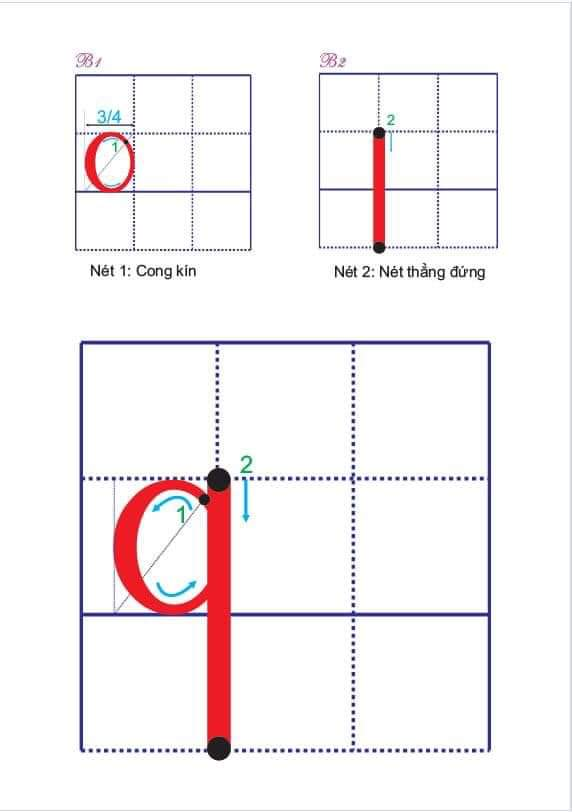 B1
B2
3/4
1
2
Nét 1: Cong kín
Nét 2: Nét thẳng đứng
2
1
q